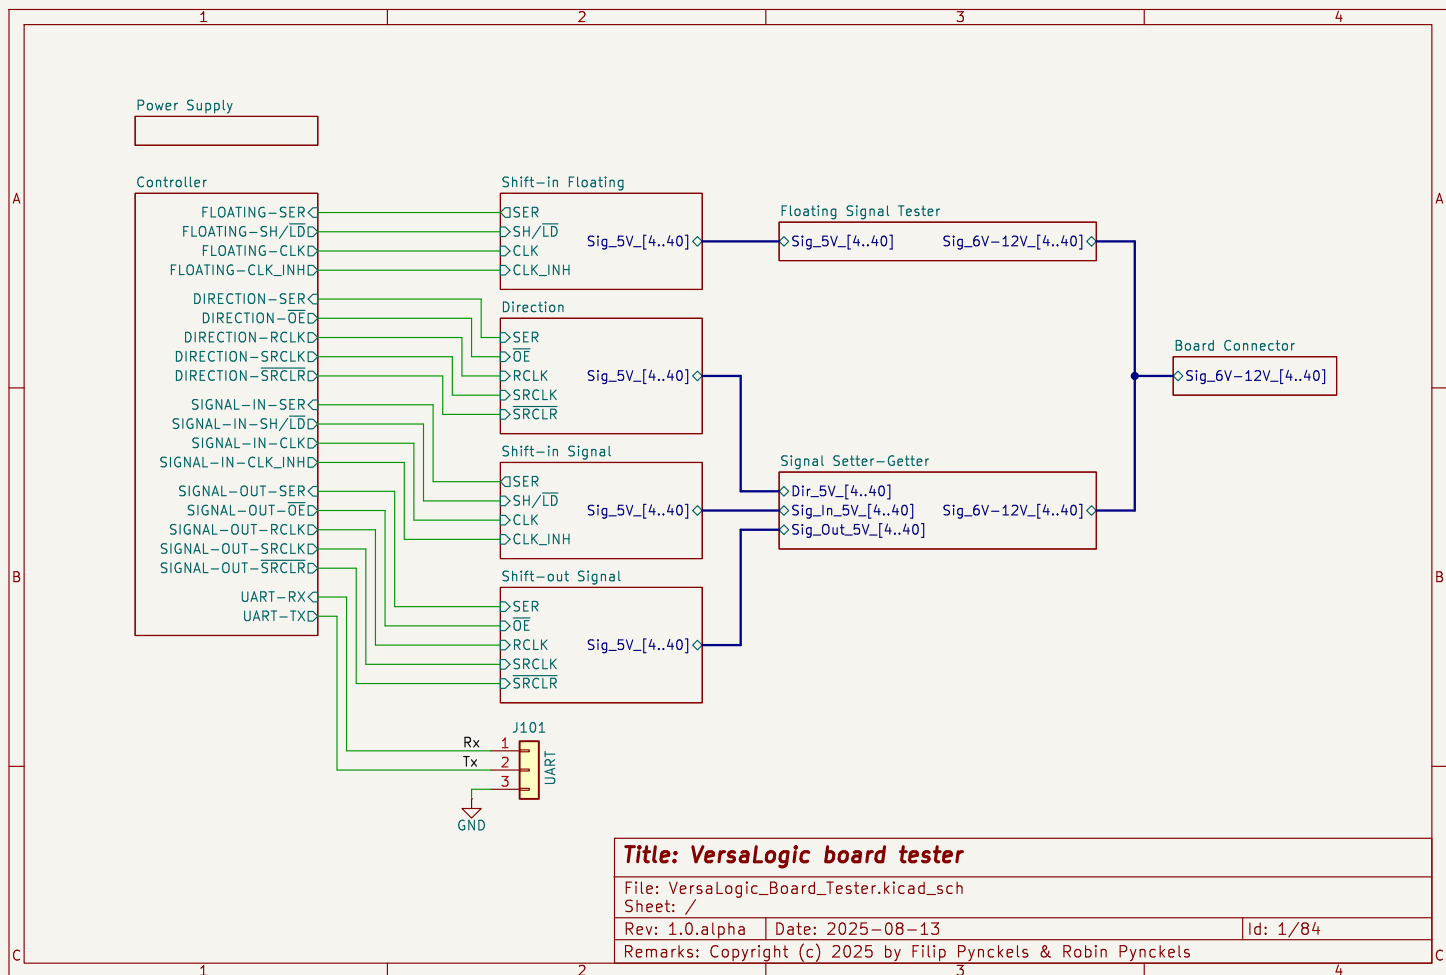 1 2 3 4
Power Supply
Controller
FLOATING-SER
FLOATING-SH/LD
FLOATING-CLK
FLOATING-CLK_INH
DIRECTION-SER
DIRECTION-OE
DIRECTION-RCLK
DIRECTION-SRCLK
DIRECTION-SRCLR
SIGNAL-IN-SER
SIGNAL-IN-SH/LD
SIGNAL-IN-CLK
SIGNAL-IN-CLK_INH
SIGNAL-OUT-SER
SIGNAL-OUT-OE
SIGNAL-OUT-RCLK
SIGNAL-OUT-SRCLK
SIGNAL-OUT-SRCLR
UART-RX
UART-TX
Shift-in Floating
SER
SH/LD
CLK
CLK_INH
Sig_5V_[4..40]
Direction
SER
OE
RCLK
SRCLK
SRCLR
Sig_5V_[4..40]
Shift-in Signal
SER
SH/LD
CLK
CLK_INH
Sig_5V_[4..40]
Shift-out Signal
SER
OE
RCLK
SRCLK
SRCLR
Sig_5V_[4..40]
Floating Signal Tester
Sig_5V_[4..40] Sig_6V-12V_[4..40]
Signal Setter-Getter
Dir_5V_[4..40]
Sig_In_5V_[4..40] Sig_6V-12V_[4..40]
Sig_Out_5V_[4..40]
Board Connector
Sig_6V-12V_[4..40]
J101
Rx 1
Tx 2
3
UART
GND
A A
B B
C C
Title: VersaLogic board tester
File: VersaLogic_Board_Tester.kicad_sch
Sheet: /
Rev: 1.0.alpha Date: 2025-08-13 Id: 1/84
Remarks: Copyright (c) 2025 by Filip Pynckels & Robin Pynckels
1 2 3 4